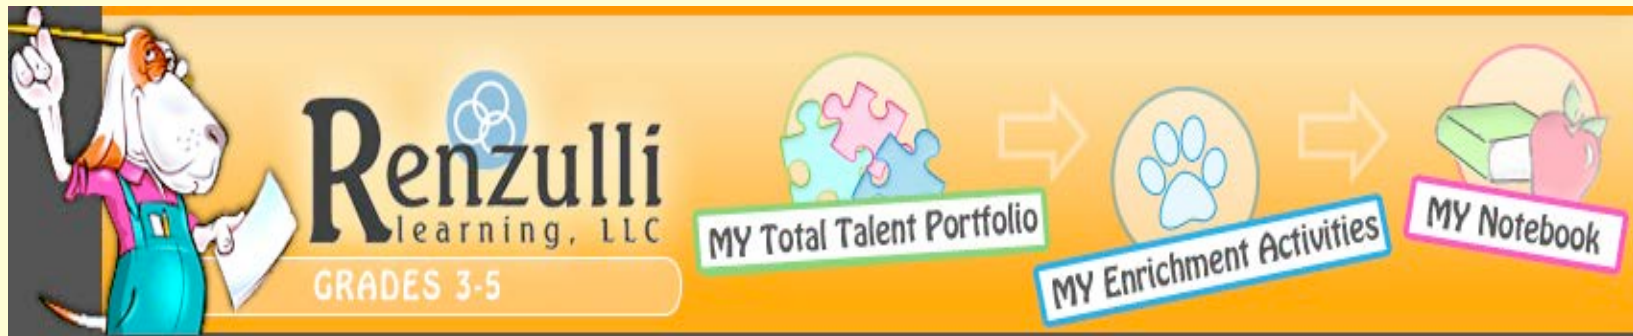 Renzulli
learning, LLC
GRADES 3-5
MY Total Talent Portfolio
MY Enrichment Activities
MY Notebook